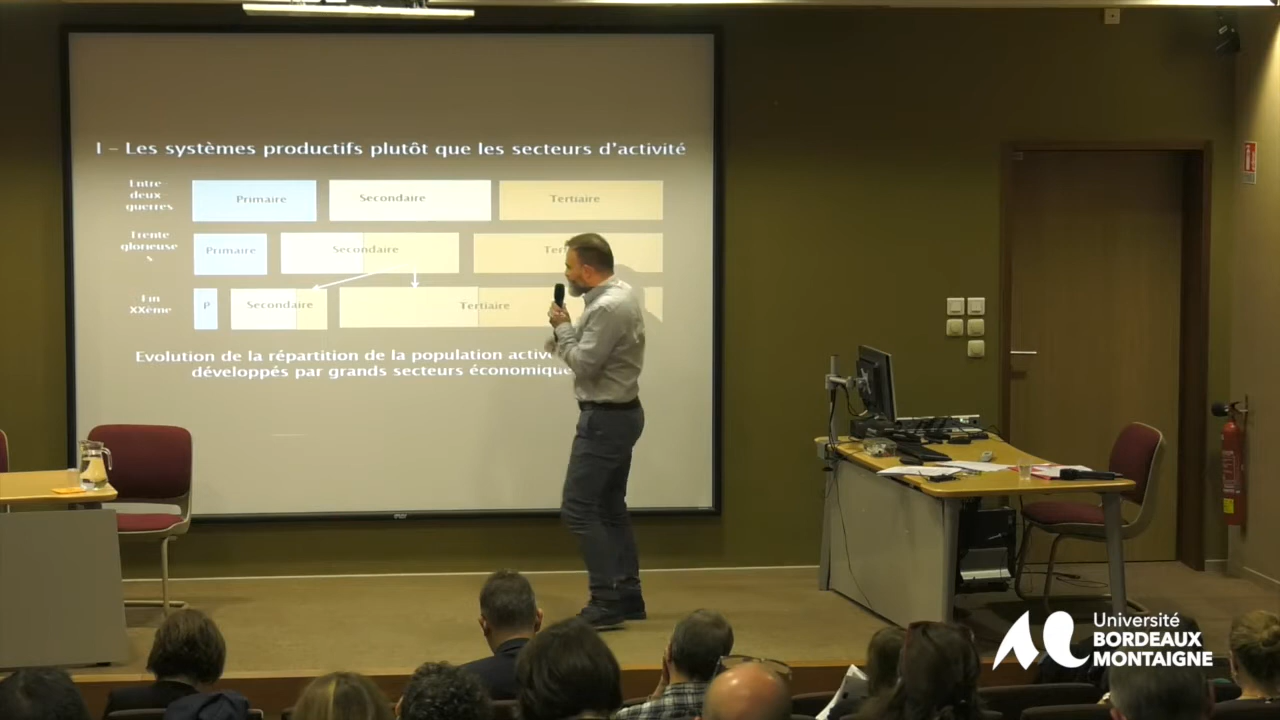 I – Les systèmes productifs plutôt que les secteurs d'activité
Entre
deux
guerres
Primaire
Secondaire
Tertiaire
Trente
glorieuse
s
Primaire
Secondaire
Fin
XXème
P
Secondaire
Tertiaire
Evolution de la répartition de la population active
développés par grands secteurs économique
Université
BORDEAUX
MONTAIGNE